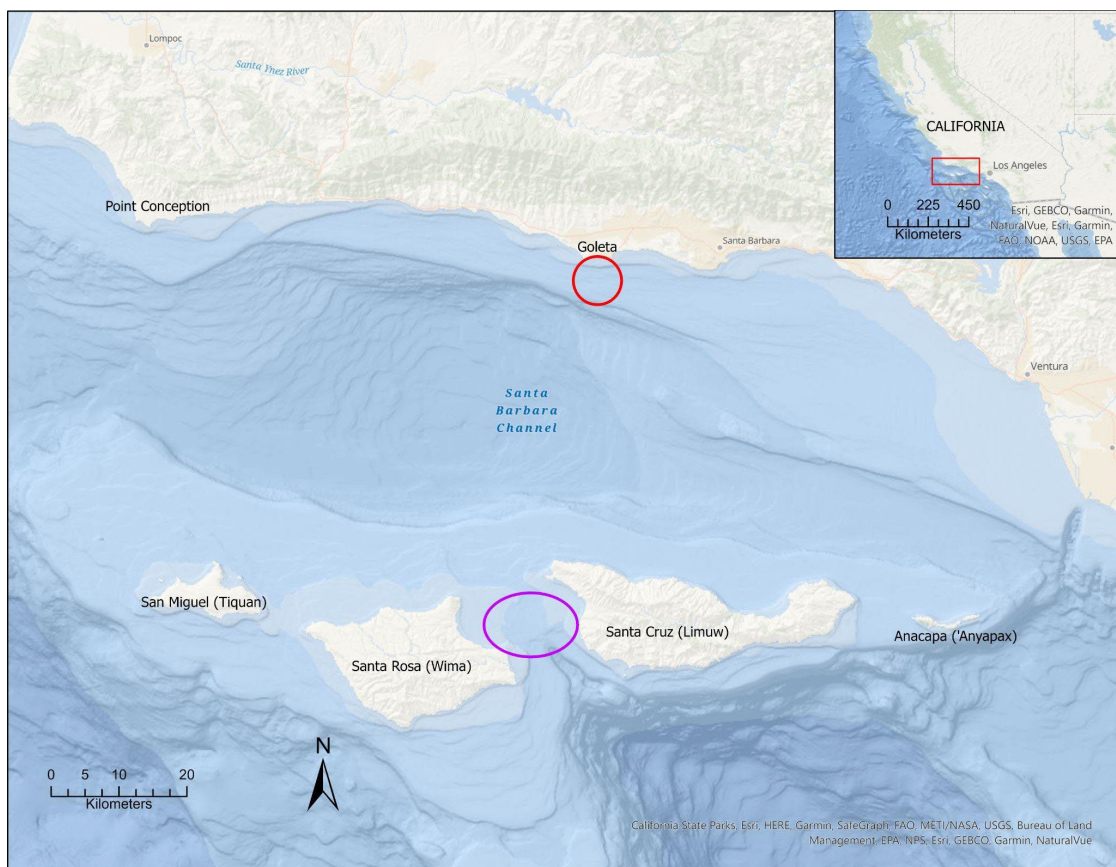 Lompoc
Santa Ynez River
Point Conception
Goleta
Santa Barbara
Ventura
Santa
Barbara
Channel
San Miguel (Tiquan)
Santa Rosa (Wima)
Santa Cruz (Limuw)
Anacapa ('Anyapax)
N
0 5 10 20
Kilometers
California State Parks, Esri, HERE, Garmin, SafeGraph, FAO, METI/NASA, USGS, Bureau of Land
Management, EPA, NPS, Esri, GEBCO, Garmin, NaturalVue
CALIFORNIA
Los Angeles
0 225 450
Kilometers
Esri, GEBCO, Garmin,
NaturalVue, Esri, Garmin,
FAO, NOAA, USGS, EPA